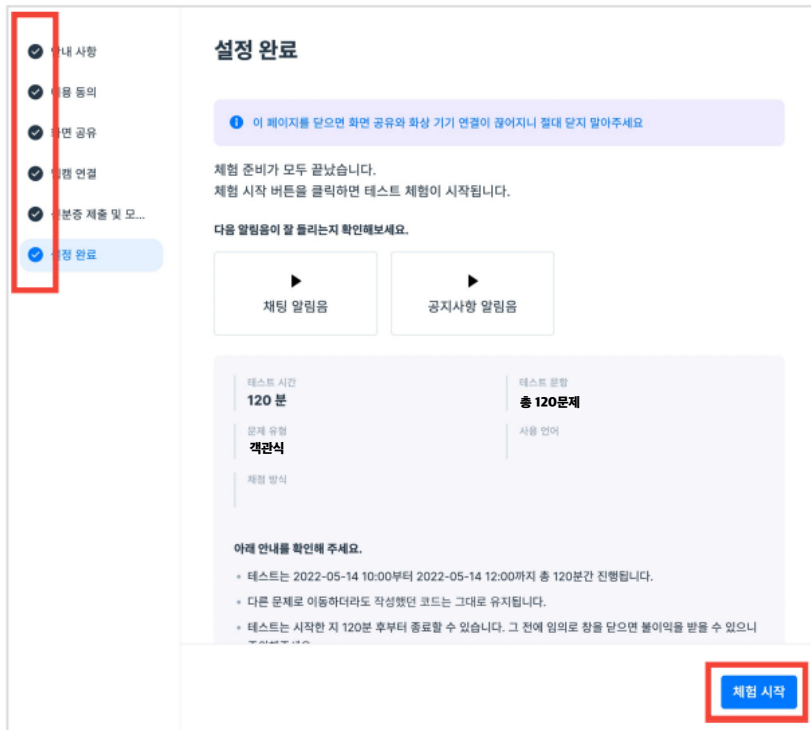 안내 사항
이용 동의
화면 공유
웹캠 연결
신분증 제출 및 모...
설정 완료
설정 완료
이 페이지를 닫으면 화면 공유와 화상 기기 연결이 끊어지니 절대 닫지 말아주세요
체험 준비가 모두 끝났습니다.
체험 시작 버튼을 클릭하면 테스트 체험이 시작됩니다.
다음 알림음이 잘 들리는지 확인해보세요.
채팅 알림음
공지사항 알림음
테스트 시간
120 분
테스트 문항
총 120문제
문제 유형
객관식
사용 언어
채점 방식
아래 안내를 확인해 주세요.
테스트는 2022-05-14 10:00부터 2022-05-14 12:00까지 총 120분간 진행됩니다.
다른 문제로 이동하더라도 작성했던 코드는 그대로 유지됩니다.
테스트는 시작한 지 120분 후부터 종료할 수 있습니다. 그 전에 임의로 창을 닫으면 불이익을 받을 수 있으니
체험 시작